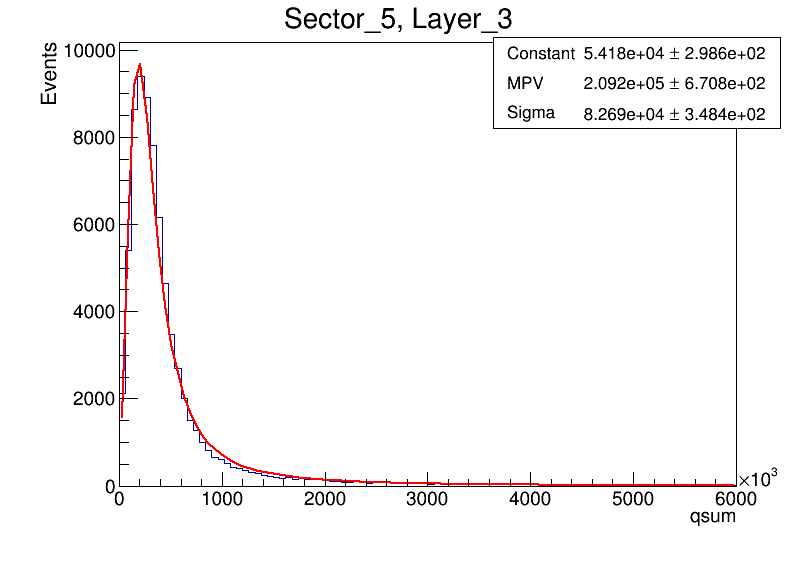 Sector_5, Layer_3
Constant 5.418e+04 ± 2.986e+02
MPV 2.092e+05 ± 6.708e+02
Sigma 8.269e+04 ± 3.484e+02
Events
10000
8000
6000
4000
2000
0
0 1000 2000 3000 4000 5000 6000
×10³
qsum